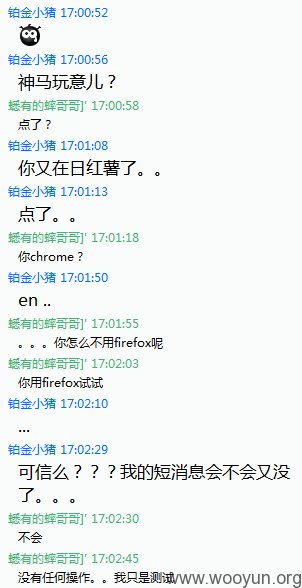 铂金小猪 17:00:52
铂金小猪 17:00:56
神马玩意儿？
蟋有的蟀哥哥]' 17:00:58
点了？
铂金小猪 17:01:08
你又在日红薯了。。
铂金小猪 17:01:13
点了。。
蟋有的蟀哥哥]' 17:01:18
你chrome？
铂金小猪 17:01:50
en ..
蟋有的蟀哥哥]' 17:01:55
。。。你怎么不用firefox呢
蟋有的蟀哥哥]' 17:02:03
你用firefox试试
铂金小猪 17:02:10
...
铂金小猪 17:02:29
可信么？？？我的短消息会不会又没
了。。。
蟋有的蟀哥哥]' 17:02:30
不会
蟋有的蟀哥哥]' 17:02:45
没有任何操作。。我只是测试
www.wooyun.org